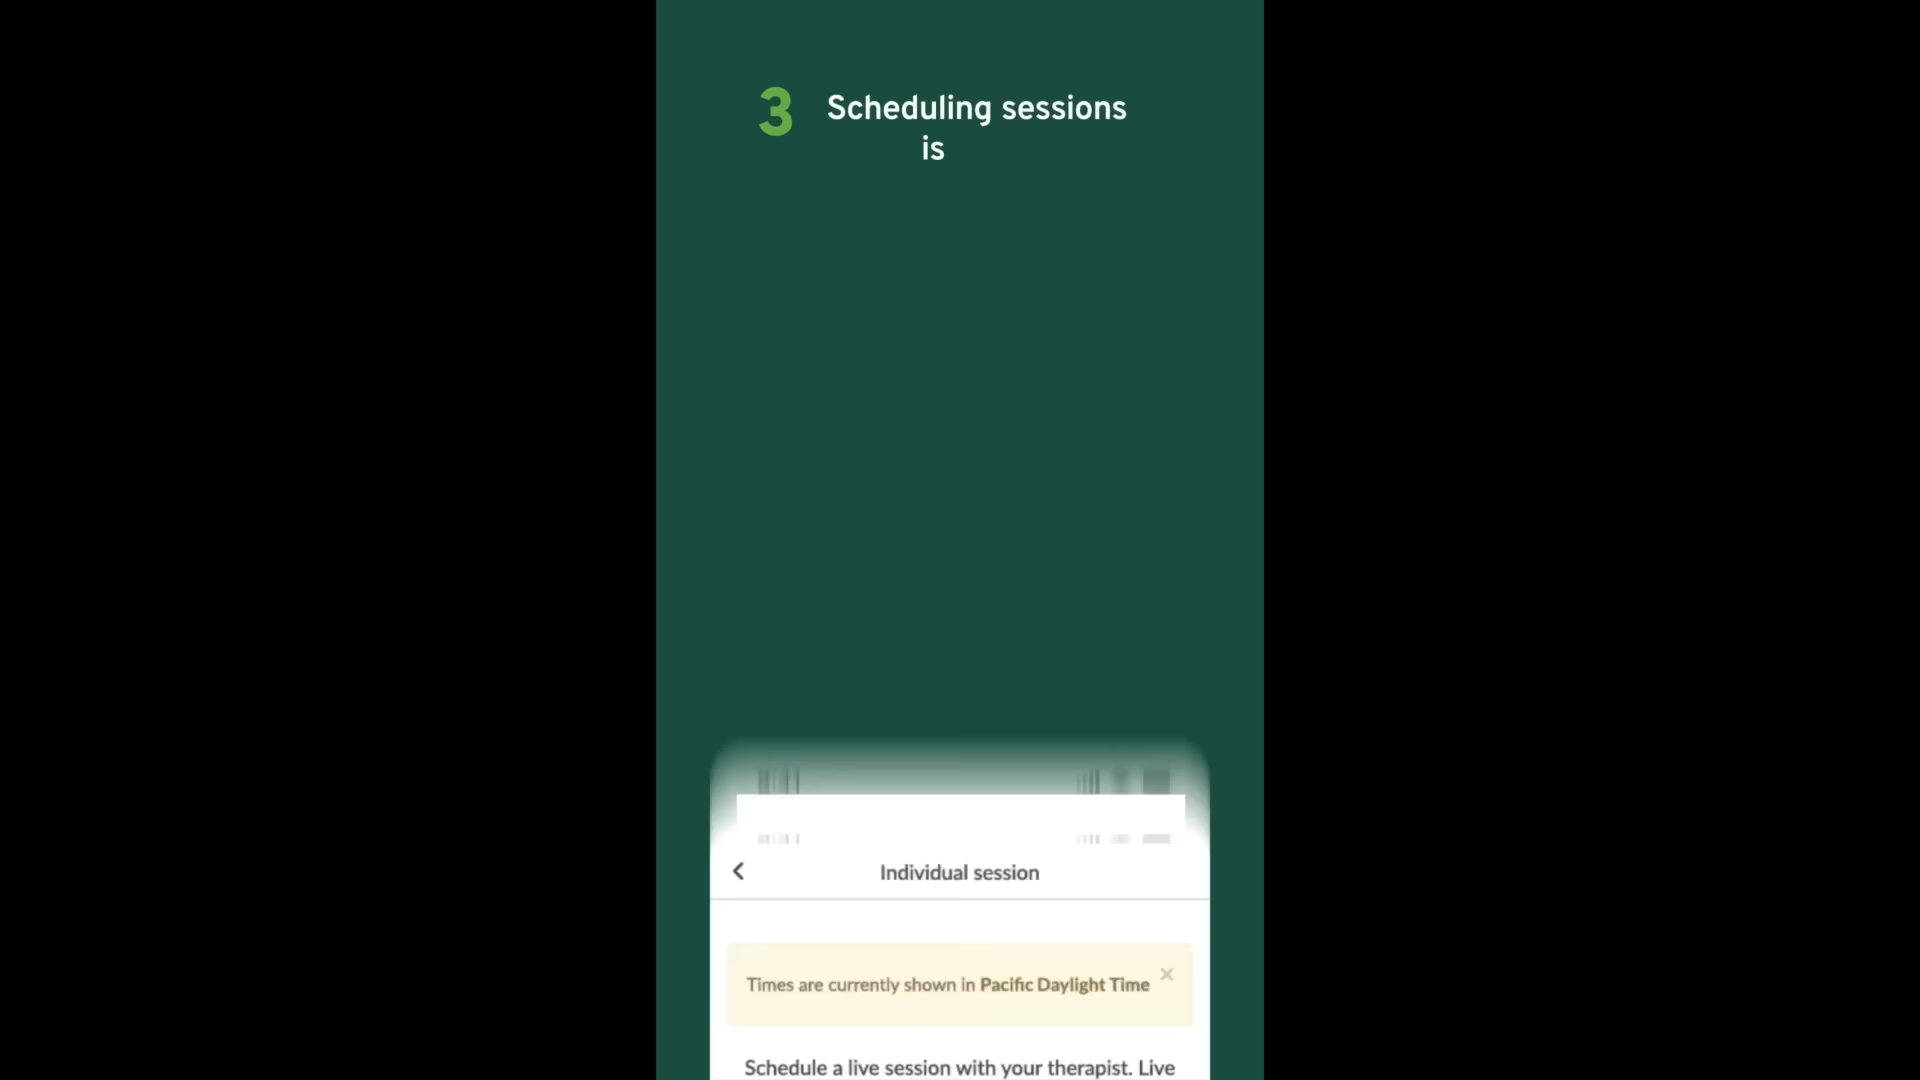 3 Scheduling sessions
is
Individual session
Times are currently shown in Pacific Daylight Time
Schedule a live session with your therapist. Live